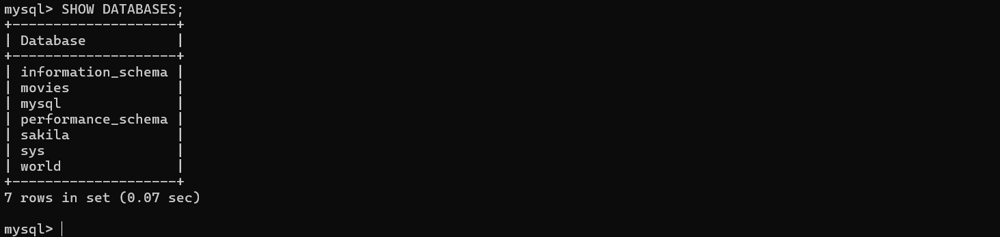 mysql> SHOW DATABASES;
+--------------------+
| Database           |
+--------------------+
| information_schema |
| movies             |
| mysql              |
| performance_schema |
| sakila             |
| sys                |
| world              |
+--------------------+
7 rows in set (0.07 sec)

mysql>